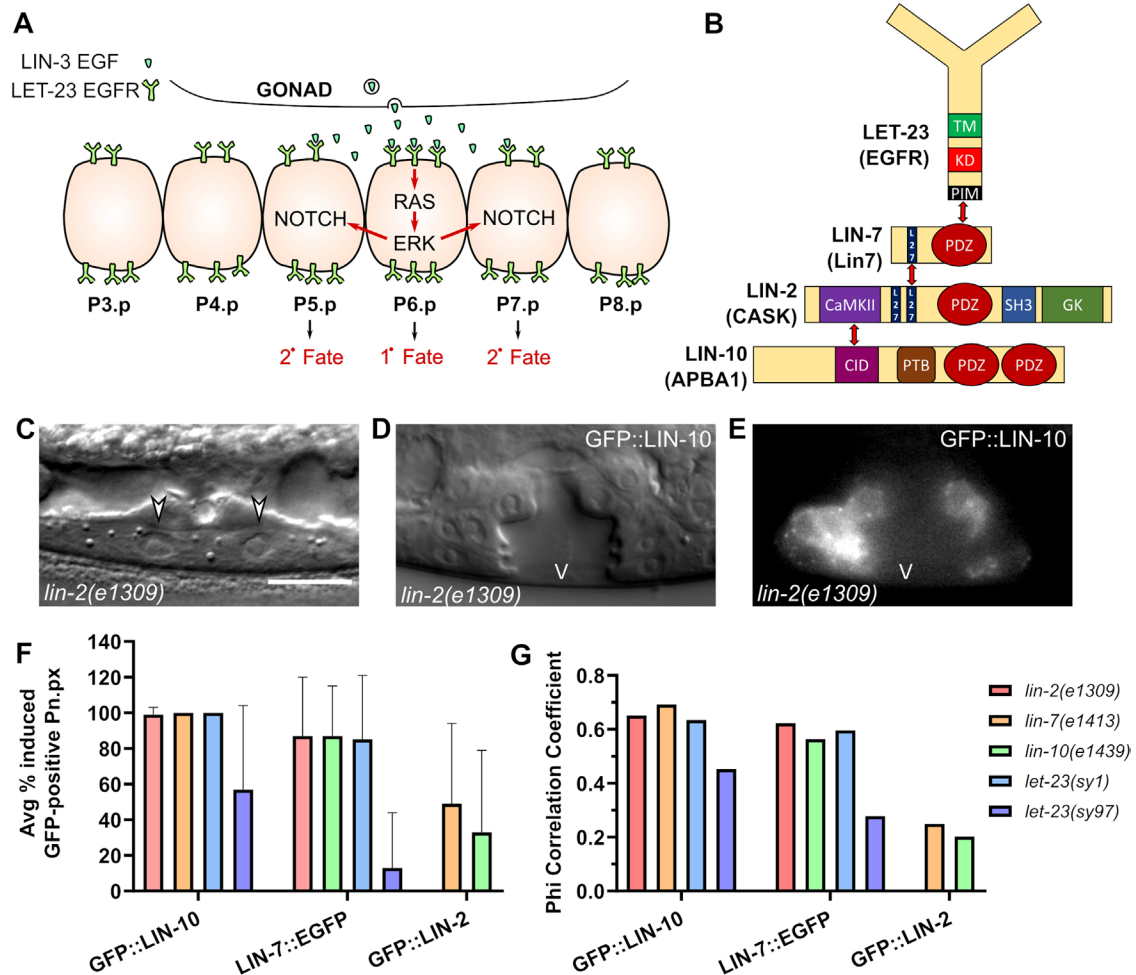 A
LIN-3 EGF
LET-23 EGFR
GONAD
RAS
NOTCH
NOTCH
ERK
P3.p
P4.p
P5.p
P6.p
P7.p
P8.p
2° Fate
1° Fate
2° Fate
B
TM
LET-23
(EGFR)
KD
PIM
LIN-7
(Lin7)
L27
PDZ
LIN-2
(CASK)
CaMKII
L27
L27
PDZ
SH3
GK
LIN-10
(APBA1)
CID
PTB
PDZ
PDZ
C
lin-2(e1309)
D
GFP::LIN-10
V
lin-2(e1309)
E
GFP::LIN-10
V
lin-2(e1309)
F
Avg % induced
GFP-positive Pn.px
140
120
100
80
60
40
20
0
GFP::LIN-10
LIN-7::EGFP
GFP::LIN-2
G
Phi Correlation Coefficient
0.8
0.6
0.4
0.2
0.0
GFP::LIN-10
LIN-7::EGFP
GFP::LIN-2
lin-2(e1309)
lin-7(e1413)
lin-10(e1439)
let-23(sy1)
let-23(sy97)